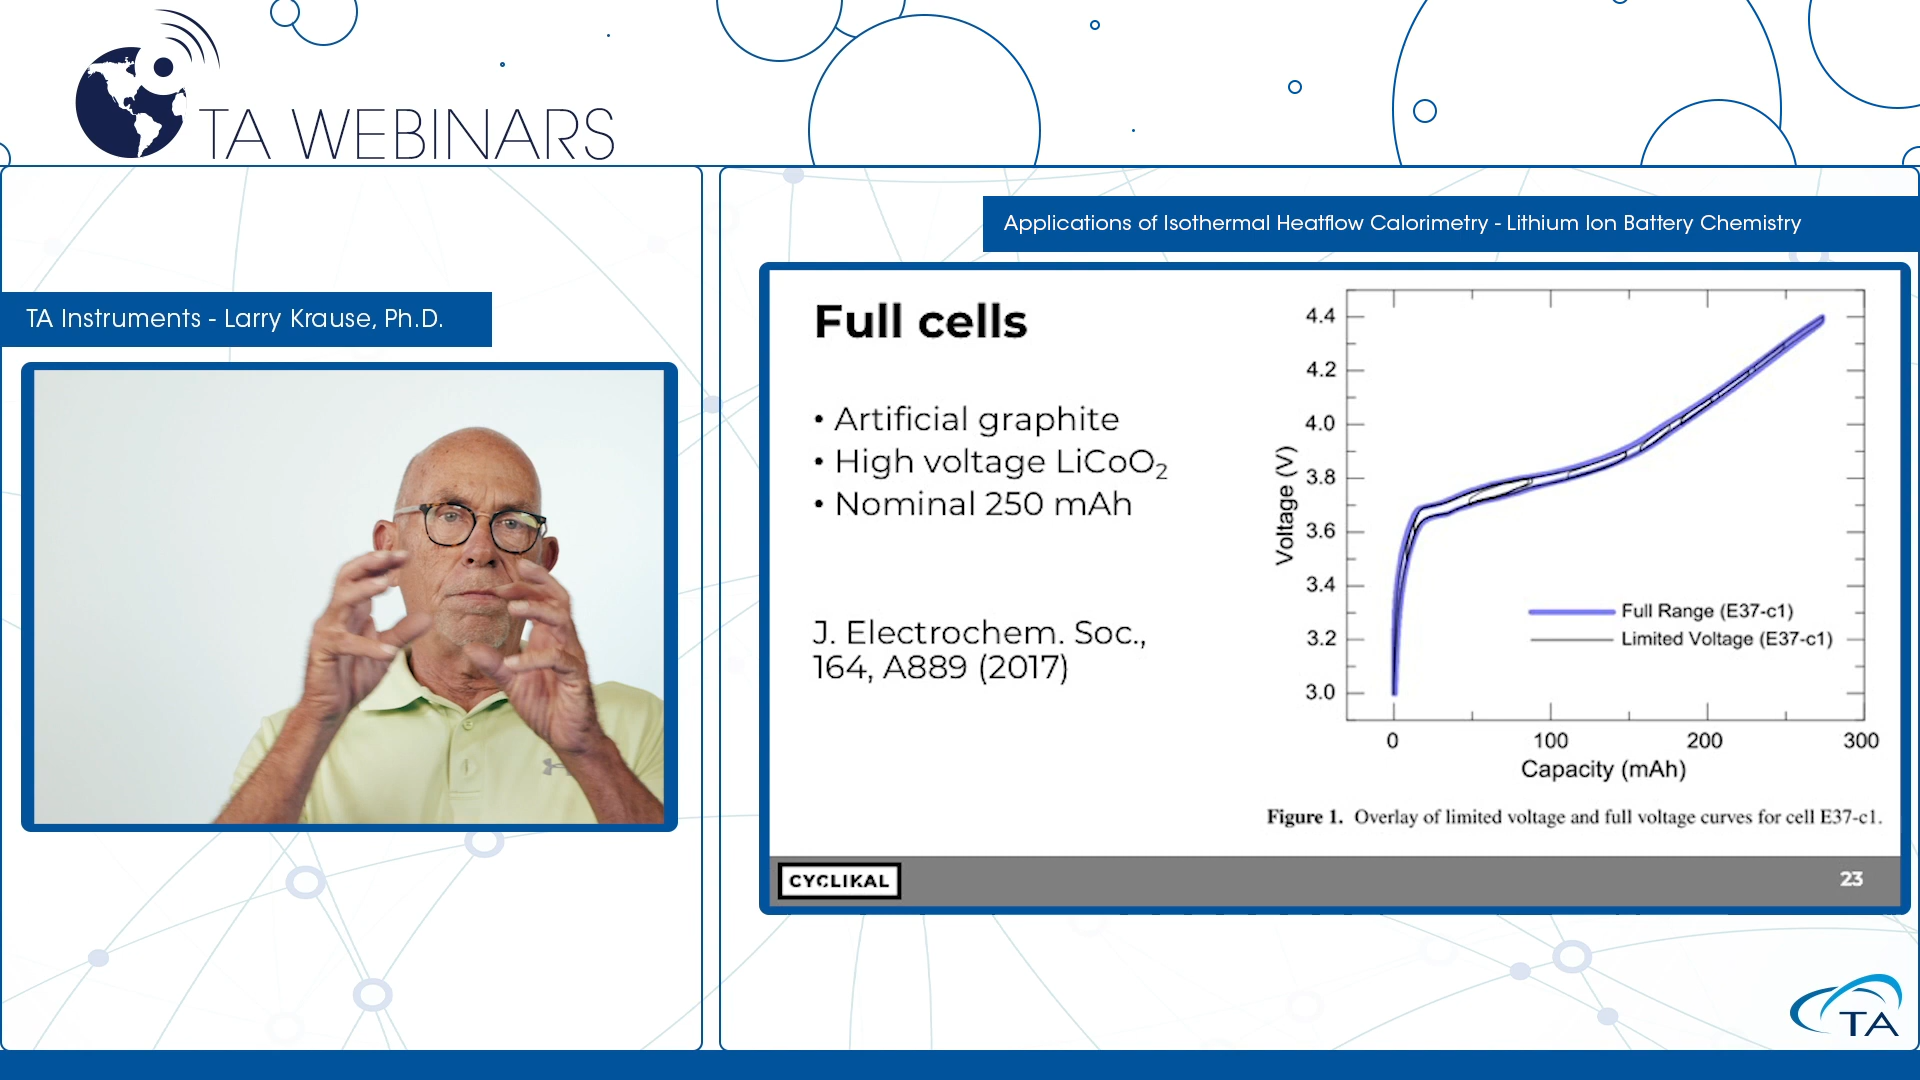 TA WEBINARS
Applications of Isothermal Heatflow Calorimetry - Lithium Ion Battery Chemistry
TA Instruments - Larry Krause, Ph.D.
Full cells
• Artificial graphite
• High voltage LiCoO₂
• Nominal 250 mAh
J. Electrochem. Soc.,
164, A889 (2017)
4.4
4.2
4.0
3.8
3.6
3.4
3.2
3.0
Voltage (V)
Full Range (E37-c1)
Limited Voltage (E37-c1)
0 100 200 300
Capacity (mAh)
Figure 1. Overlay of limited voltage and full voltage curves for cell E37-c1.
CYCLIKAL
23
TA